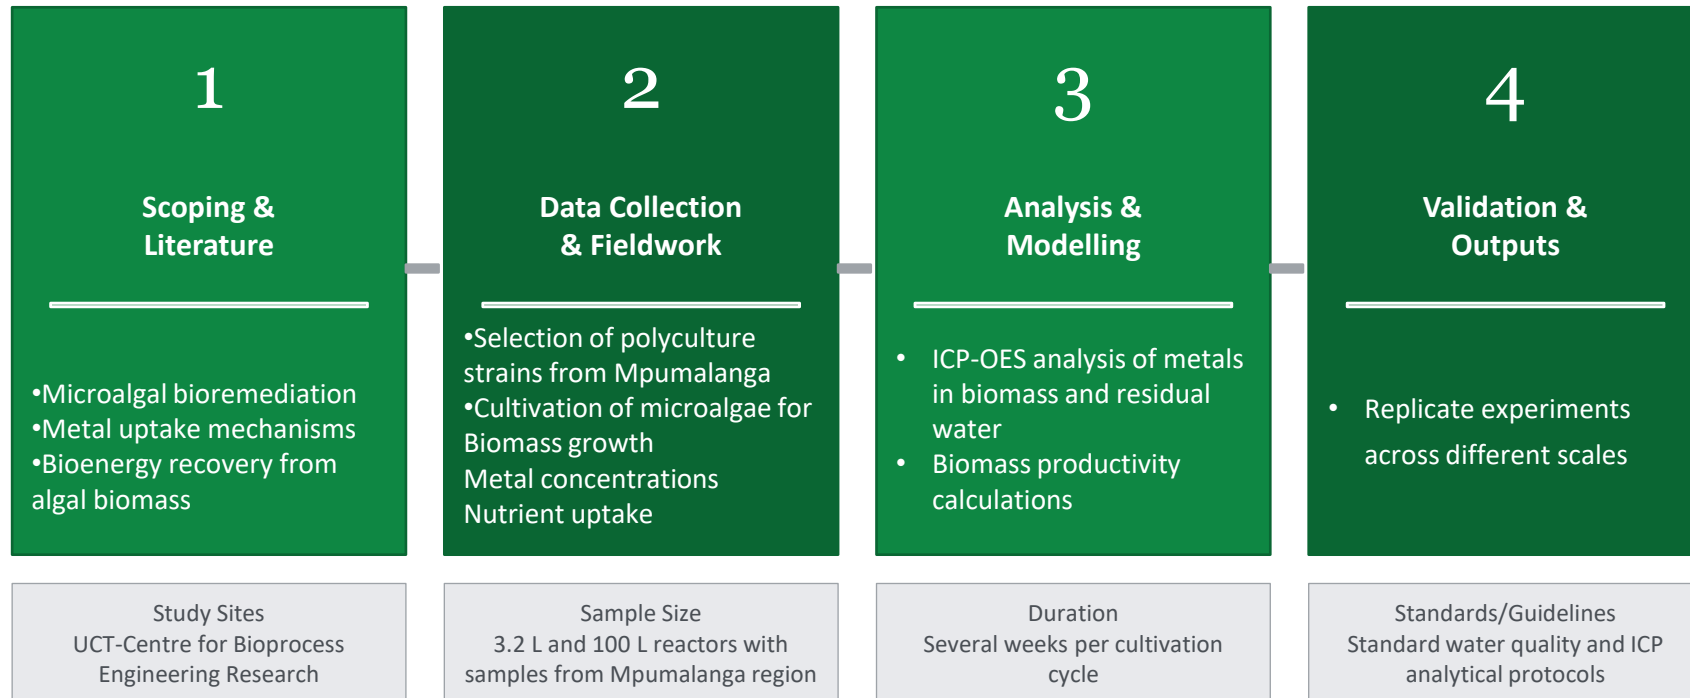 1
Scoping &
Literature
•Microalgal bioremediation
•Metal uptake mechanisms
•Bioenergy recovery from
algal biomass
Study Sites
UCT-Centre for Bioprocess
Engineering Research
2
Data Collection
& Fieldwork
•Selection of polyculture
strains from Mpumalanga
•Cultivation of microalgae for
Biomass growth
Metal concentrations
Nutrient uptake
Sample Size
3.2 L and 100 L reactors with
samples from Mpumalanga region
3
Analysis &
Modelling
• ICP-OES analysis of metals
in biomass and residual
water
• Biomass productivity
calculations
Duration
Several weeks per cultivation
cycle
4
Validation &
Outputs
• Replicate experiments
across different scales
Standards/Guidelines
Standard water quality and ICP
analytical protocols